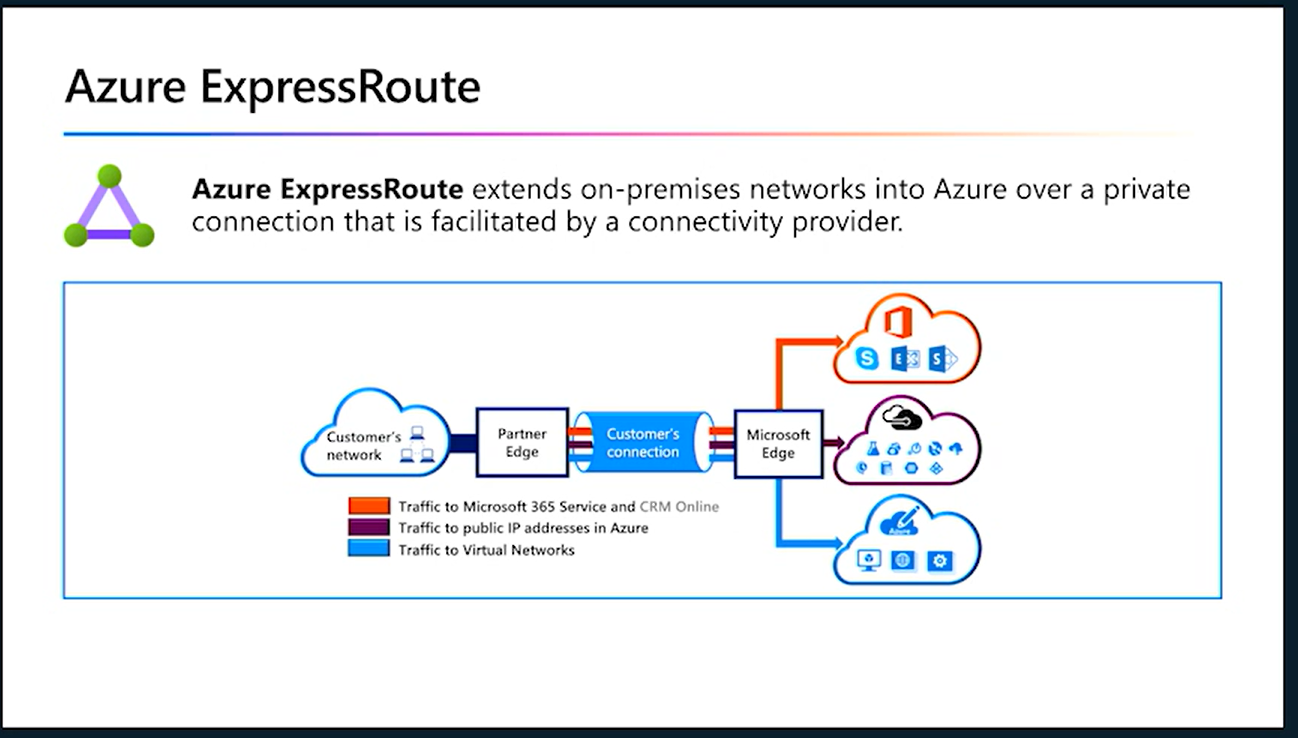 Azure ExpressRoute
Azure ExpressRoute extends on-premises networks into Azure over a private
connection that is facilitated by a connectivity provider.
Customer's
network
Partner
Edge
Customer's
connection
Microsoft
Edge
S
E
S
Azure
Traffic to Microsoft 365 Service and CRM Online
Traffic to public IP addresses in Azure
Traffic to Virtual Networks